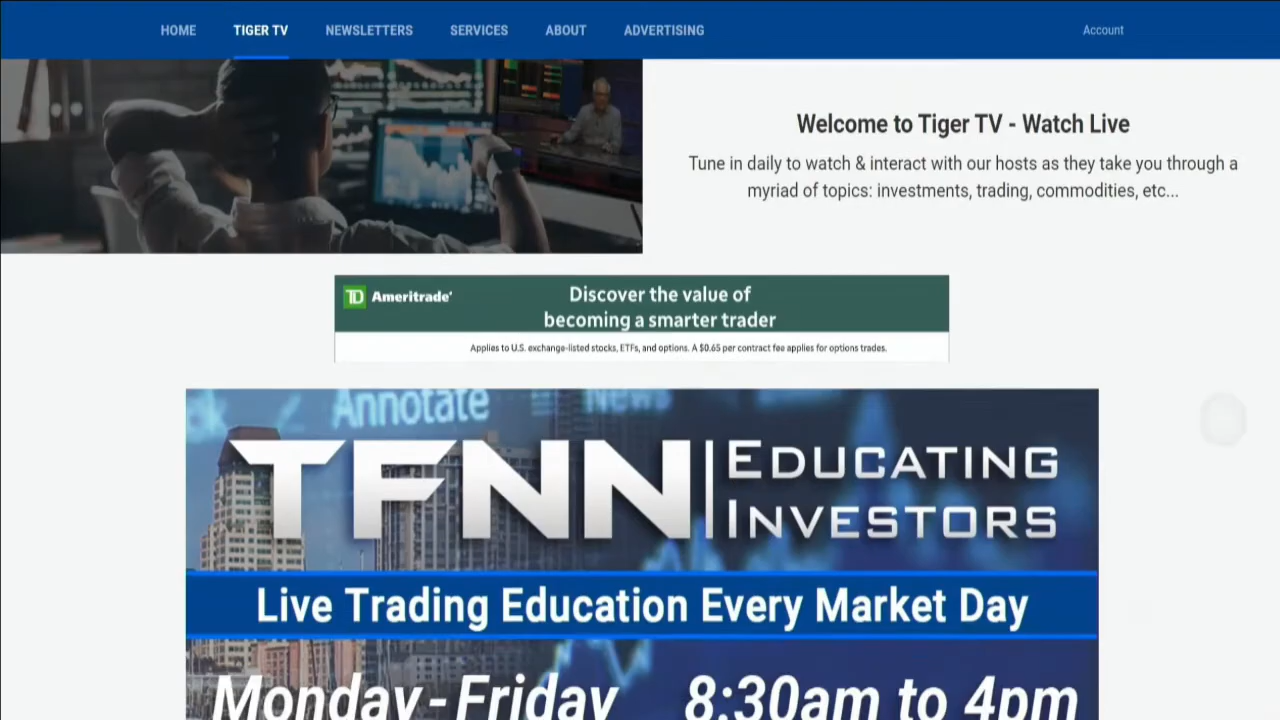 HOME TIGER TV NEWSLETTERS SERVICES ABOUT ADVERTISING Account
Welcome to Tiger TV - Watch Live
Tune in daily to watch & interact with our hosts as they take you through a
myriad of topics: investments, trading, commodities, etc...
TD Ameritrade
Discover the value of
becoming a smarter trader
Applies to U.S. exchange-listed stocks, ETFs, and options. A $0.65 per contract fee applies for options trades.
Annotate News
TFNN EDUCATING
INVESTORS
Live Trading Education Every Market Day
Monday - Friday 8:30am to 4pm